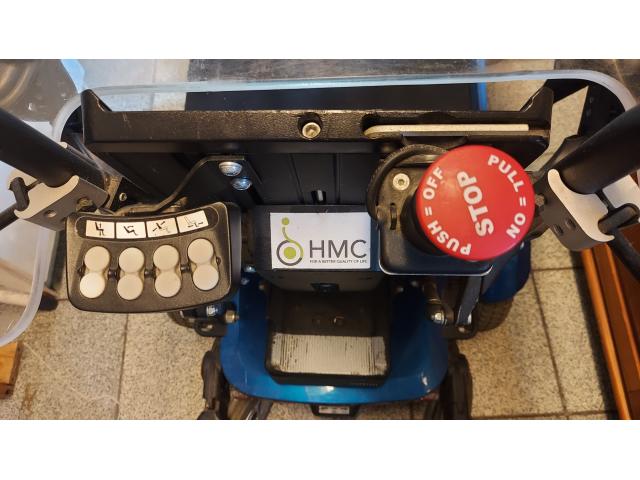 HMC
FOR A BETTER QUALITY OF LIFE
PUSH = OFF
PULL = ON
STOP